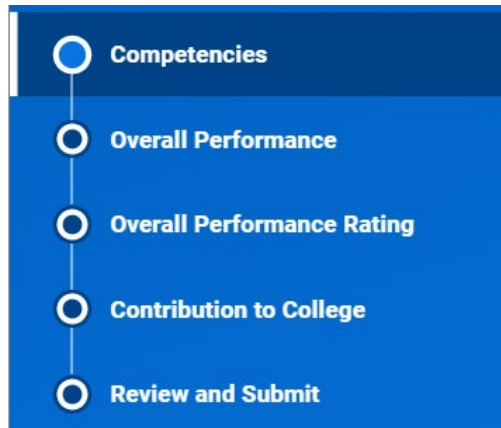 Competencies
Overall Performance
Overall Performance Rating
Contribution to College
Review and Submit